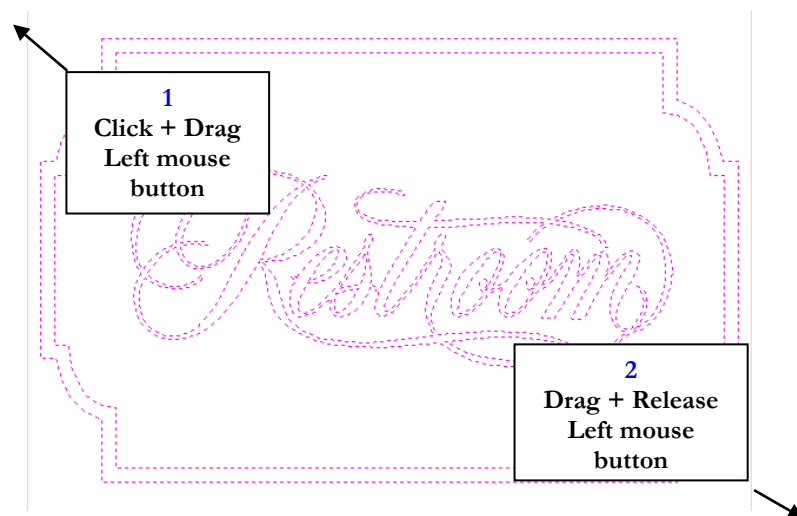 1
Click + Drag
Left mouse
button
Restroom
2
Drag + Release
Left mouse
button